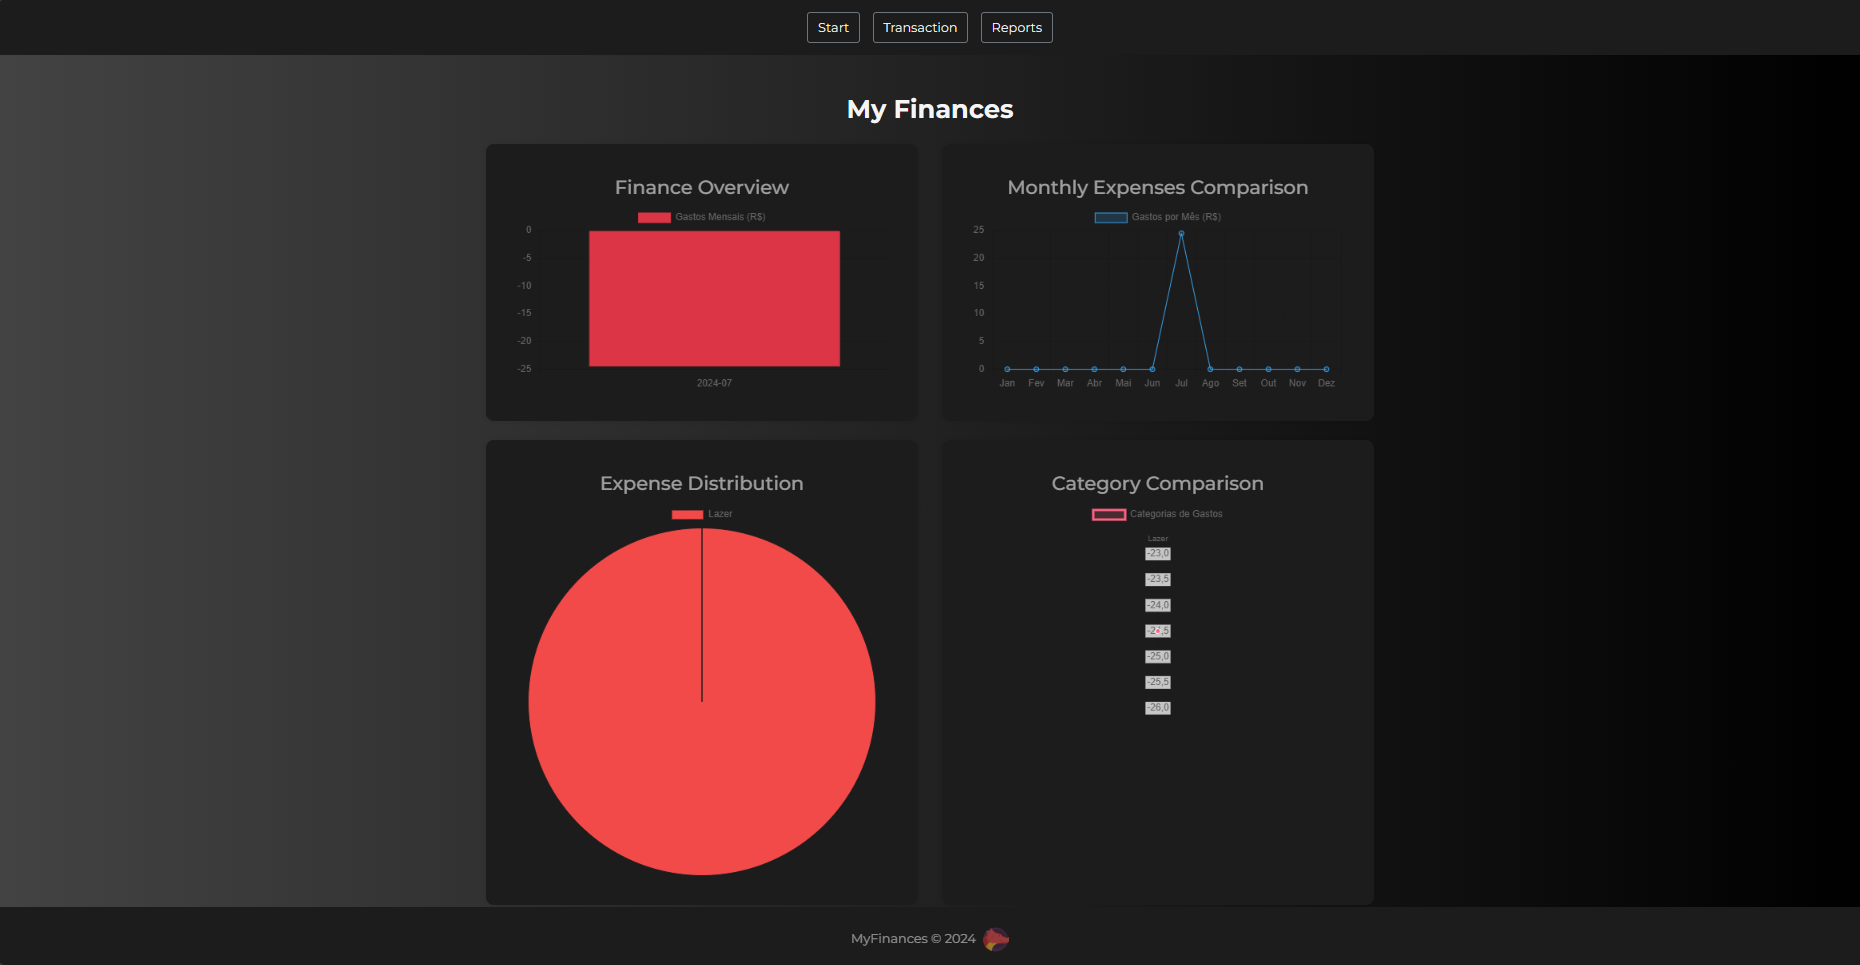 Start Transaction Reports
My Finances
Finance Overview
Gastos Mensais (R$)
0
-5
-10
-15
-20
-25
2024-07
Monthly Expenses Comparison
Gastos por Mês (R$)
25
20
15
10
5
0
Jan Fev Mar Abr Mai Jun Jul Ago Set Out Nov Dez
Expense Distribution
Lazer
Category Comparison
Categorias de Gastos
Lazer
-23,0
-23,5
-24,0
-24,5
-25,0
-25,5
-26,0
MyFinances © 2024